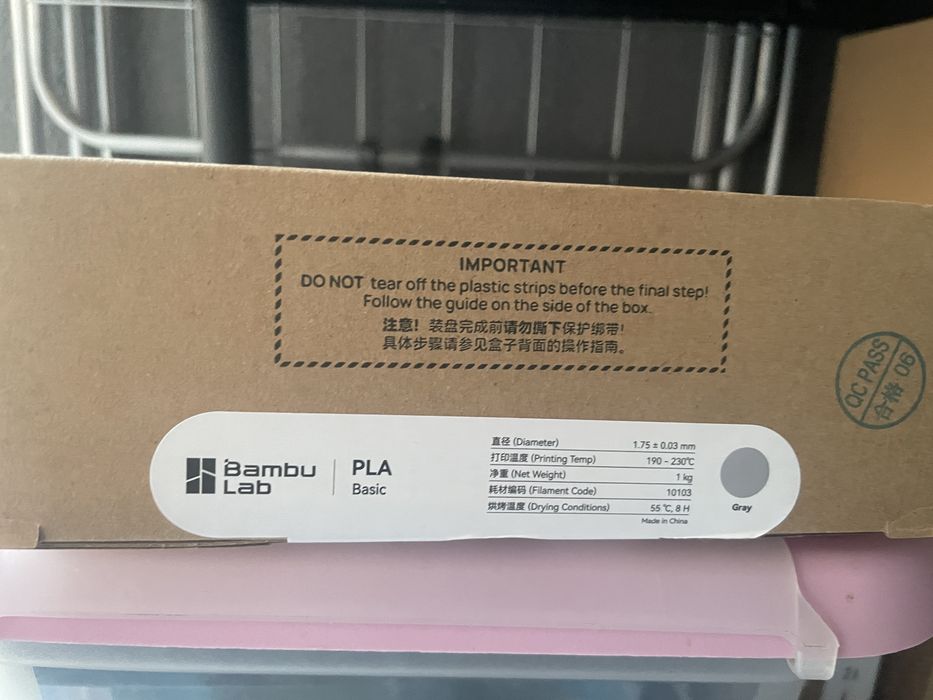 IMPORTANT
DO NOT tear off the plastic strips before the final step!
Follow the guide on the side of the box.
注意！装盘完成前请勿撕下保护绑带！
具体步骤请参见盒子背面的操作指南。
QC PASS
合格 06
Bambu
Lab
PLA
Basic
直径 (Diameter) 1.75 ± 0.03 mm
打印温度 (Printing Temp) 190 - 230℃
净重 (Net Weight) 1 kg
耗材编码 (Filament Code) 10103
烘烤温度 (Drying Conditions) 55 ℃, 8 H
Made in China
Gray